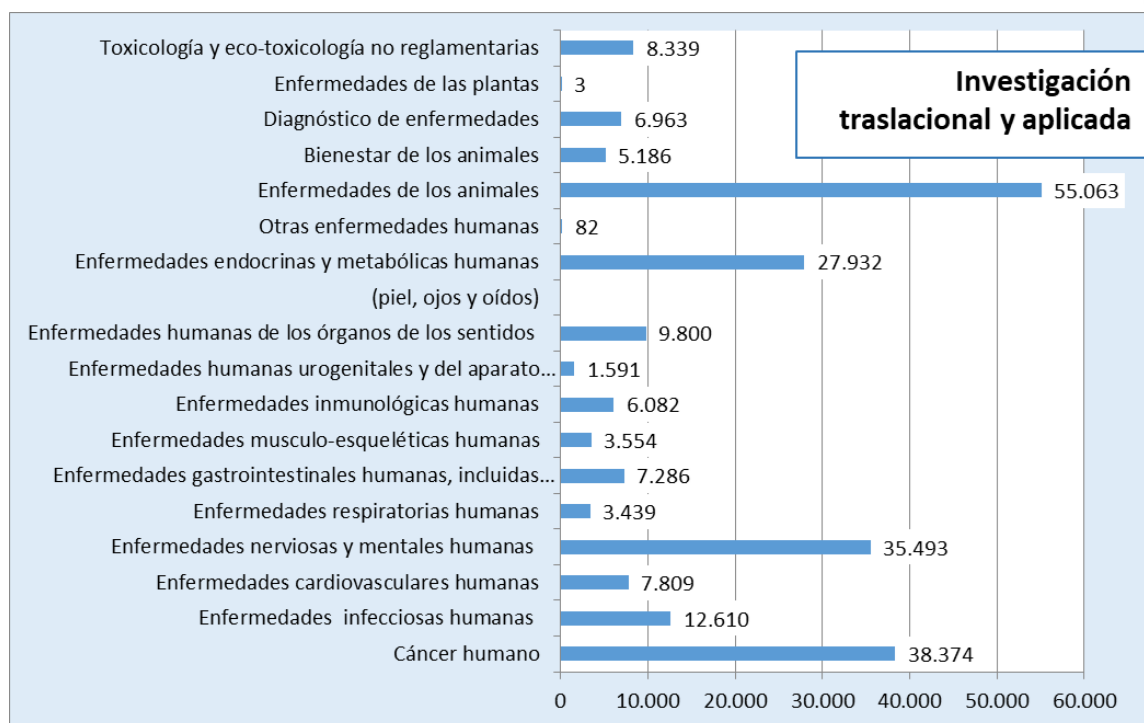 Investigación
traslacional y aplicada
Toxicología y eco-toxicología no reglamentarias 8.339
Enfermedades de las plantas 3
Diagnóstico de enfermedades 6.963
Bienestar de los animales 5.186
Enfermedades de los animales 55.063
Otras enfermedades humanas 82
Enfermedades endocrinas y metabólicas humanas 27.932
(piel, ojos y oídos)
Enfermedades humanas de los órganos de los sentidos 9.800
Enfermedades humanas urogenitales y del aparato... 1.591
Enfermedades inmunológicas humanas 6.082
Enfermedades musculo-esqueléticas humanas 3.554
Enfermedades gastrointestinales humanas, incluidas... 7.286
Enfermedades respiratorias humanas 3.439
Enfermedades nerviosas y mentales humanas 35.493
Enfermedades cardiovasculares humanas 7.809
Enfermedades infecciosas humanas 12.610
Cáncer humano 38.374
0 10.000 20.000 30.000 40.000 50.000 60.000